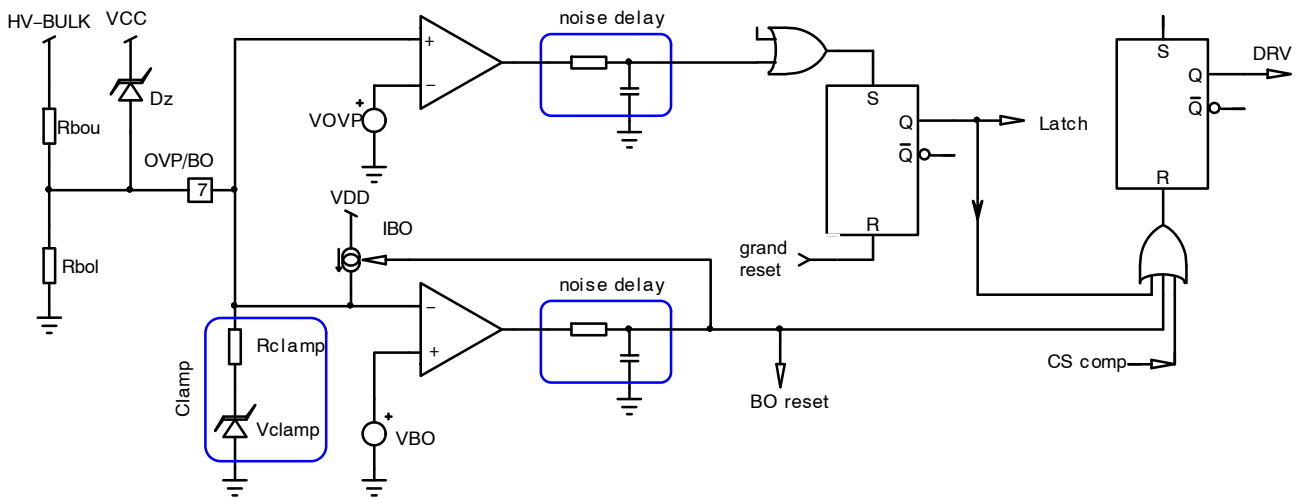 HV−BULK
VCC
noise delay
DRV
S
Q
Q
R
Dz
Rbou
+
−
+
VOVP
S
Q
Q
R
Latch
OVP/BO
7
VDD
IBO
grand
reset
Rbol
noise delay
−
+
Clamp
Rclamp
Vclamp
+
VBO
BO reset
CS comp